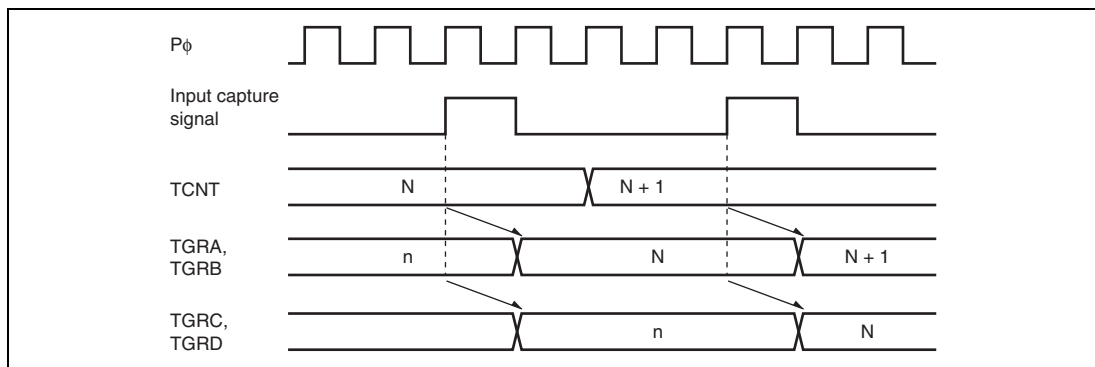 Pϕ
Input capture
signal
TCNT
N
N + 1
TGRA,
TGRB
n
N
N + 1
TGRC,
TGRD
n
N